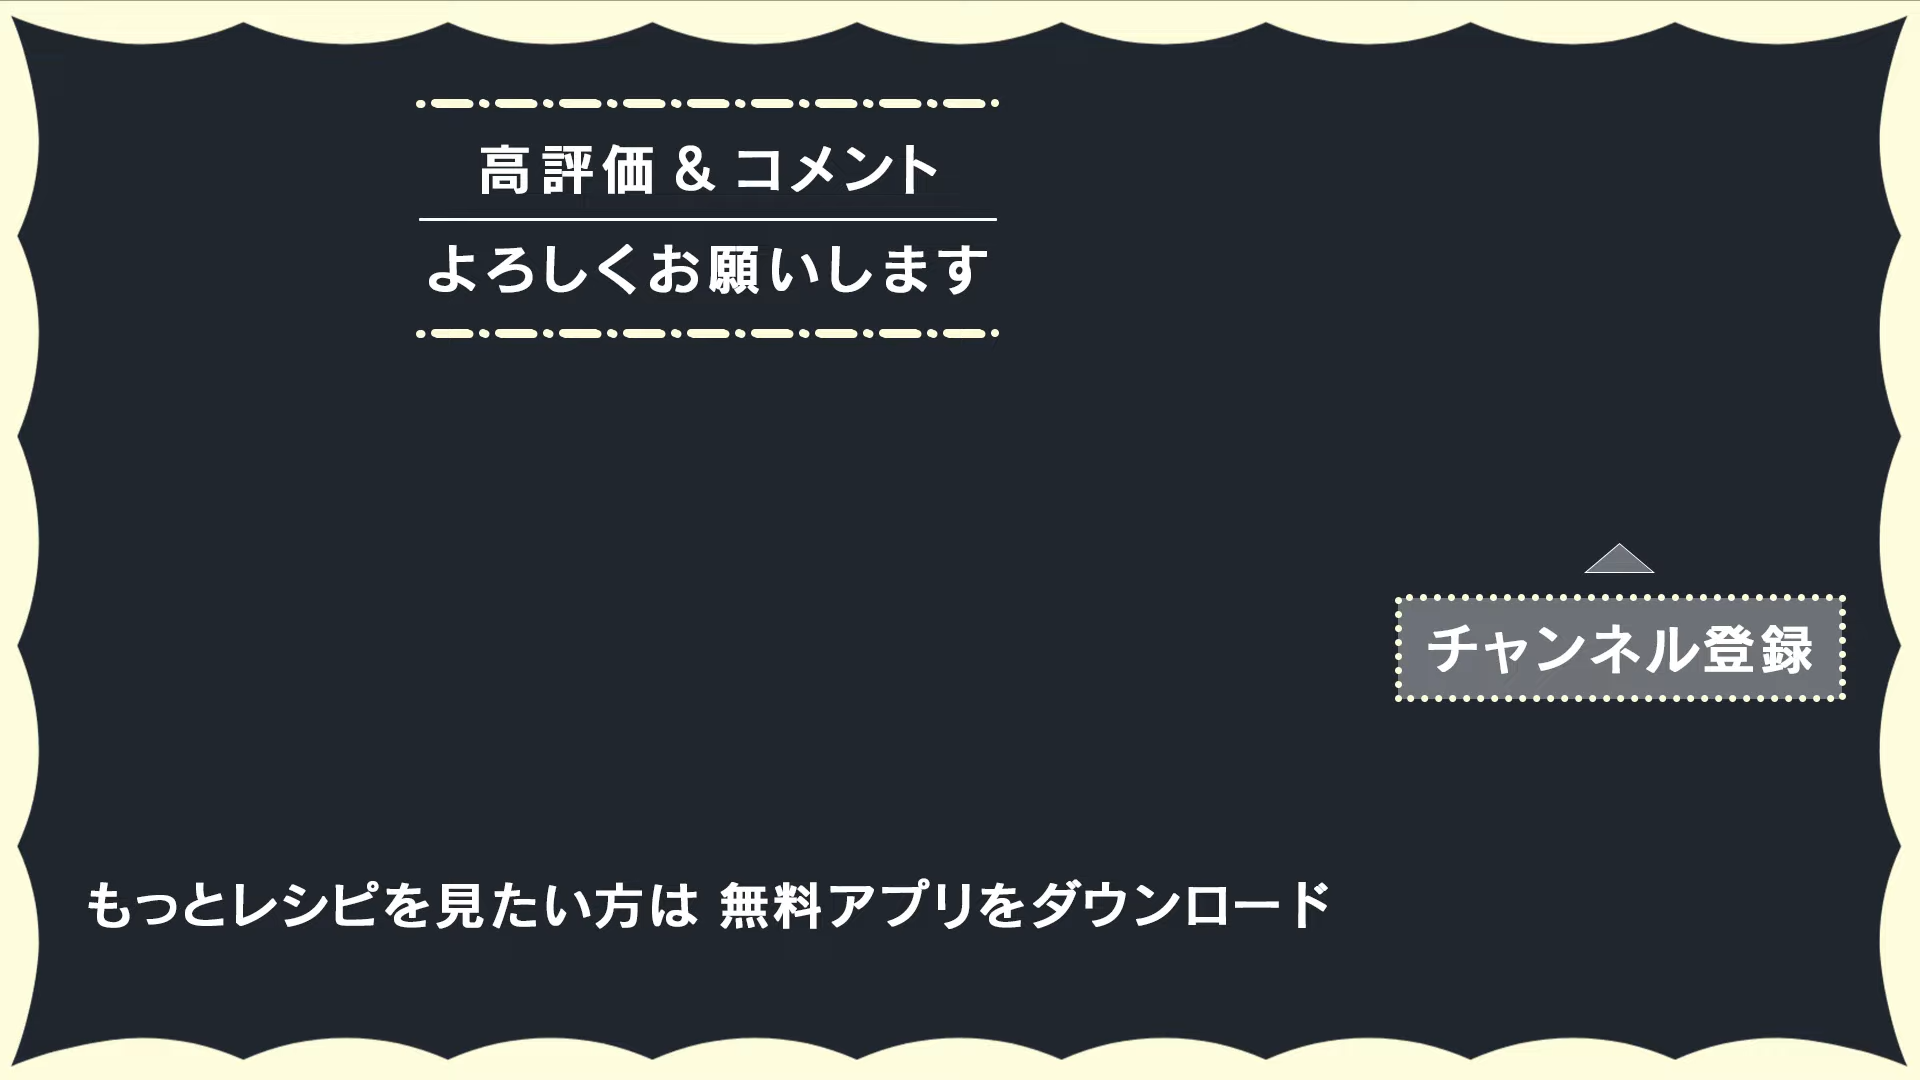 高評価 & コメント
よろしくお願いします
チャンネル登録
もっとレシピを見たい方は 無料アプリをダウンロード